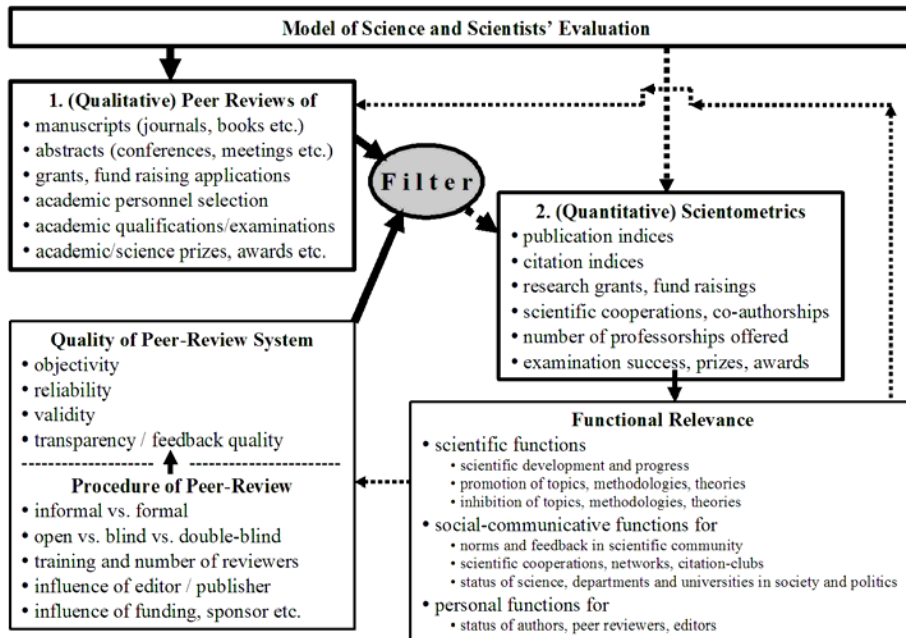 Model of Science and Scientists' Evaluation
1. (Qualitative) Peer Reviews of
• manuscripts (journals, books etc.)
• abstracts (conferences, meetings etc.)
• grants, fund raising applications
• academic personnel selection
• academic qualifications/examinations
• academic/science prizes, awards etc.
Filter
2. (Quantitative) Scientometrics
• publication indices
• citation indices
• research grants, fund raisings
• scientific cooperations, co-authorships
• number of professorships offered
• examination success, prizes, awards
Quality of Peer-Review System
• objectivity
• reliability
• validity
• transparency / feedback quality
Procedure of Peer-Review
• informal vs. formal
• open vs. blind vs. double-blind
• training and number of reviewers
• influence of editor / publisher
• influence of funding, sponsor etc.
Functional Relevance
• scientific functions
• scientific development and progress
• promotion of topics, methodologies, theories
• inhibition of topics, methodologies, theories
• social-communicative functions for
• norms and feedback in scientific community
• scientific cooperations, networks, citation-clubs
• status of science, departments and universities in society and politics
• personal functions for
• status of authors, peer reviewers, editors